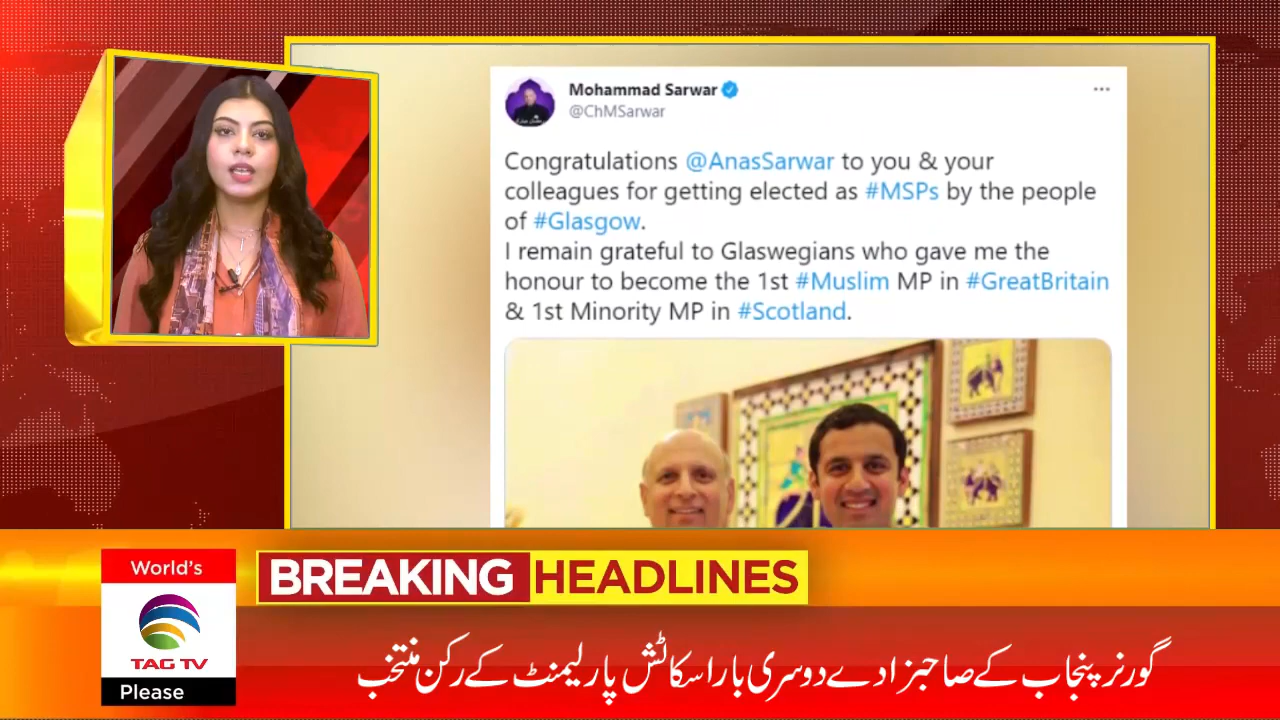 Mohammad Sarwar
@ChMSarwar
Congratulations @AnasSarwar to you & your
colleagues for getting elected as #MSPs by the people
of #Glasgow.
I remain grateful to Glaswegians who gave me the
honour to become the 1st #Muslim MP in #GreatBritain
& 1st Minority MP in #Scotland.
World's
TAG TV
Please
BREAKING HEADLINES
گورنر پنجاب کے صاحبزادے دوسری بار اسکاٹش پارلیمنٹ کے رکن منتخب